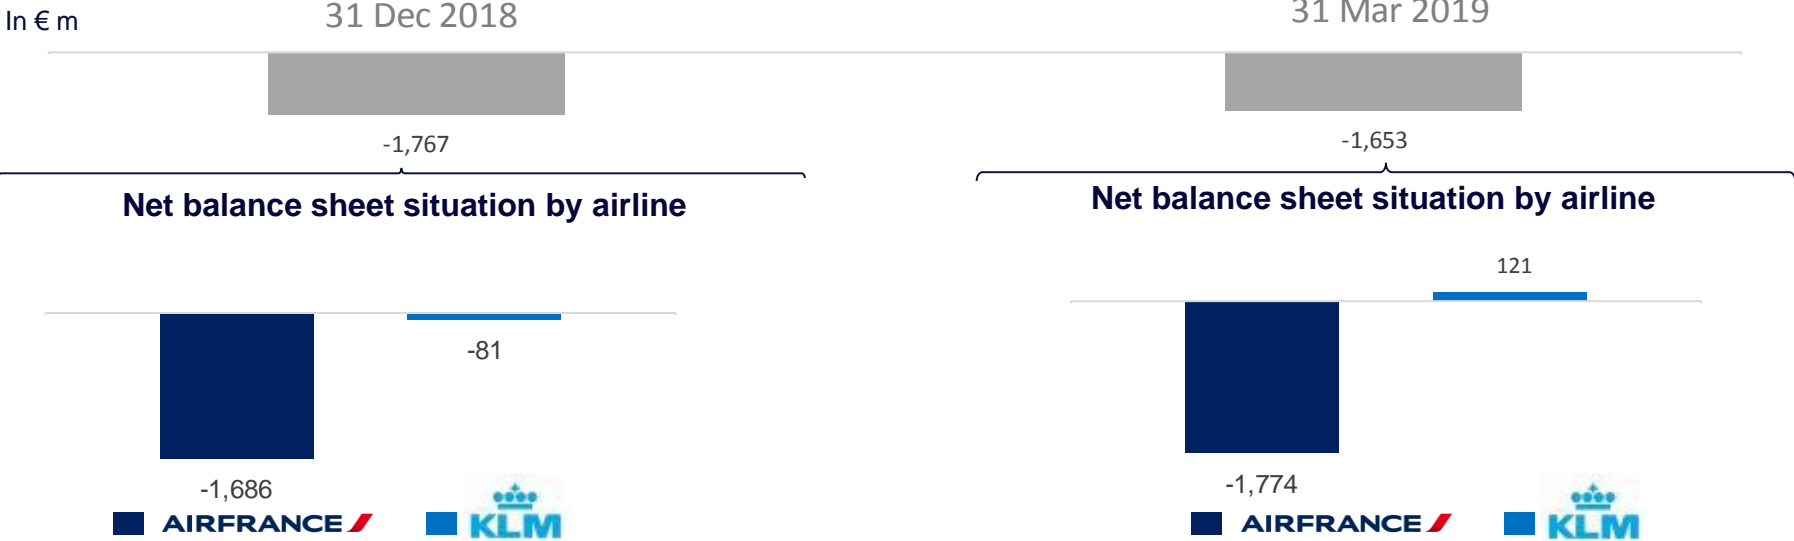 In € m
31 Dec 2018
31 Mar 2019
-1,767
-1,653
Net balance sheet situation by airline
Net balance sheet situation by airline
121
-81
-1,686
-1,774
AIRFRANCE
KLM
AIRFRANCE
KLM